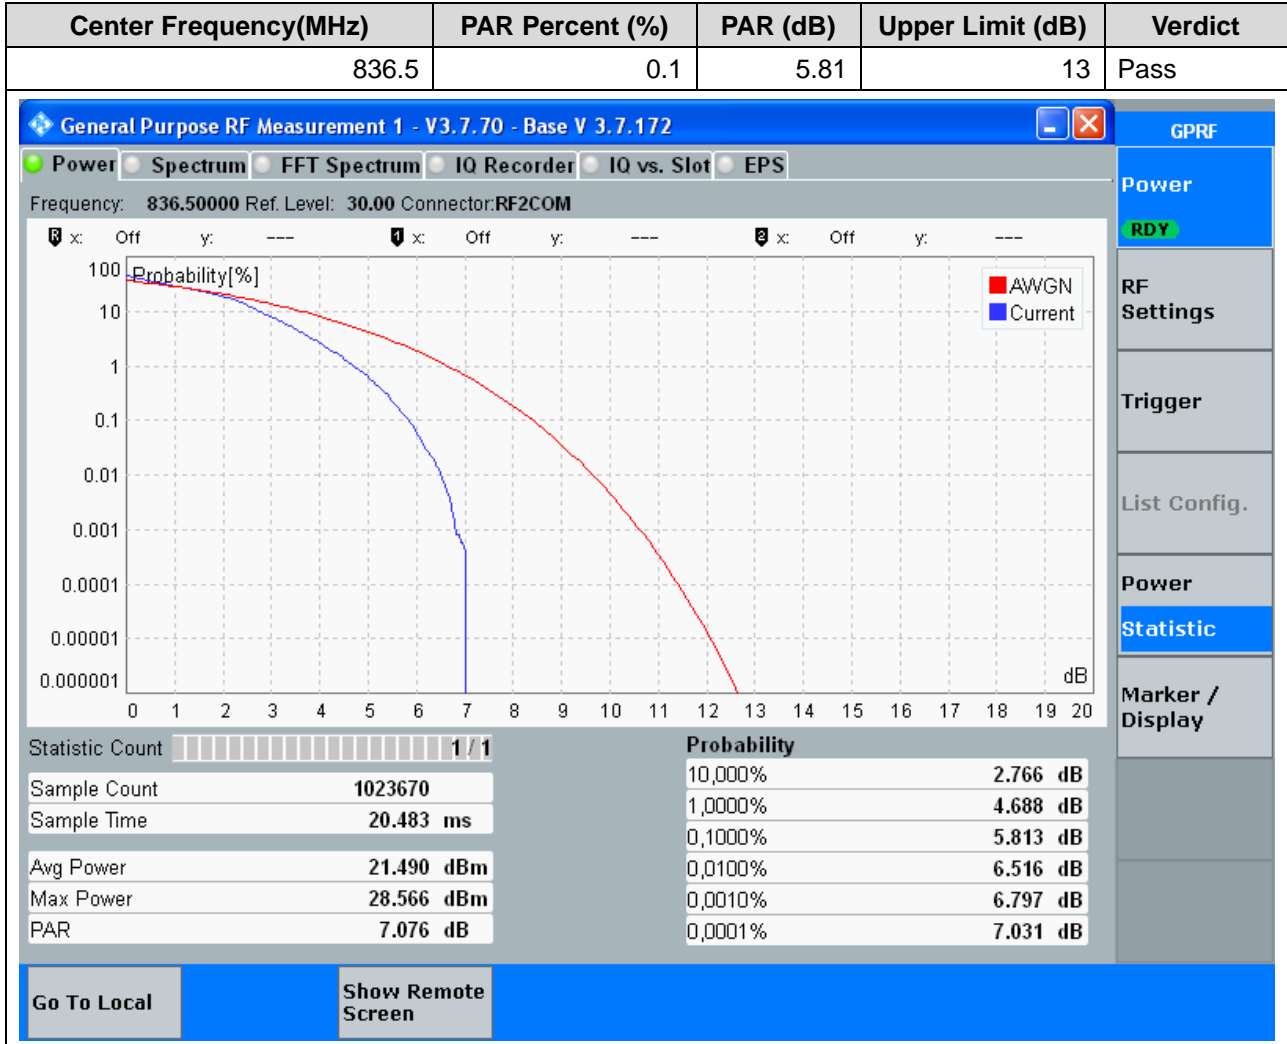 Center Frequency(MHz) PAR Percent (%) PAR (dB) Upper Limit (dB) Verdict
836.5 0.1 5.81 13 Pass
General Purpose RF Measurement 1 - V3.7.70 - Base V 3.7.172
GPRF
Power Spectrum FFT Spectrum IQ Recorder IQ vs. Slot EPS
Frequency: 836.50000 Ref. Level: 30.00 Connector:RF2COM
R x: Off y: --- 1 x: Off y: --- 2 x: Off y: ---
Probability[%]
AWGN
Current
100
10
1
0.1
0.01
0.001
0.0001
0.00001
0.000001
dB
0 1 2 3 4 5 6 7 8 9 10 11 12 13 14 15 16 17 18 19 20
Statistic Count 1 / 1
Sample Count 1023670
Sample Time 20.483 ms
Avg Power 21.490 dBm
Max Power 28.566 dBm
PAR 7.076 dB
Probability
10,000% 2.766 dB
1,0000% 4.688 dB
0,1000% 5.813 dB
0,0100% 6.516 dB
0,0010% 6.797 dB
0,0001% 7.031 dB
Power
RDY
RF
Settings
Trigger
List Config.
Power
Statistic
Marker /
Display
Go To Local
Show Remote
Screen